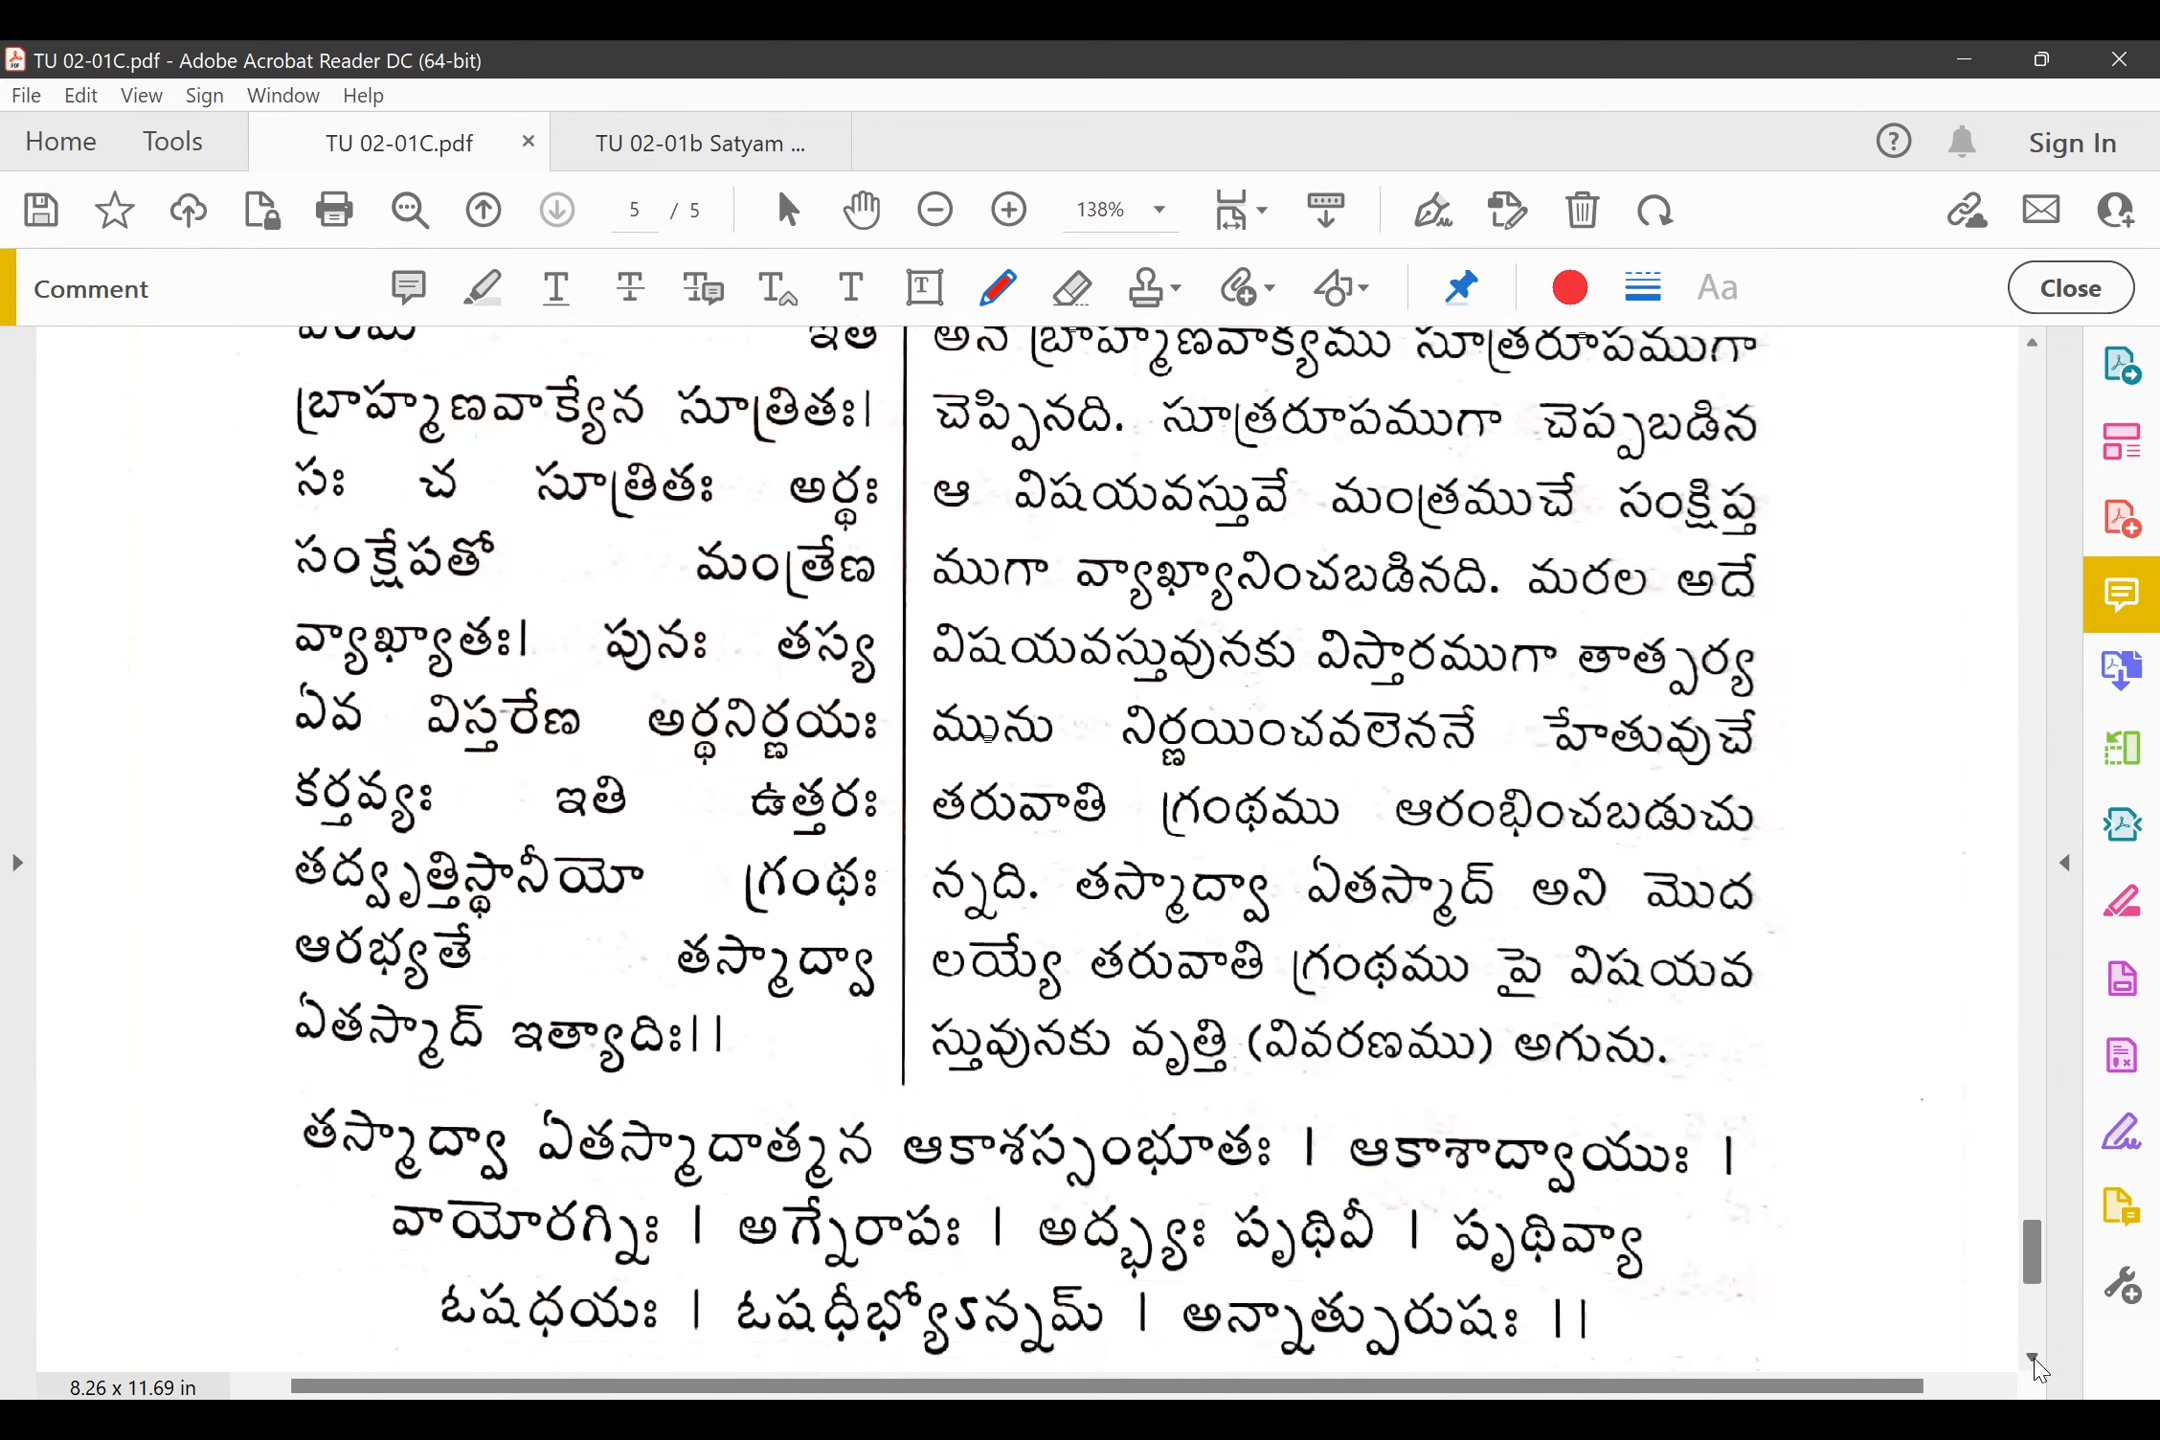 TU 02-01C.pdf - Adobe Acrobat Reader DC (64-bit)
File Edit View Sign Window Help
Home Tools TU 02-01C.pdf TU 02-01b Satyam ... Sign In
5 / 5 138%
Comment Aa Close
ఇతి
బ్రాహ్మణవాక్యేన సూత్రితః।
సః చ సూత్రితః అర్థః
సంక్షేపతో మంత్రేణ
వ్యాఖ్యాతః। పునః తస్య
ఏవ విస్తరేణ అర్థనిర్ణయః
కర్తవ్యః ఇతి ఉత్తరః
తద్వృత్తిస్థానీయో గ్రంథః
ఆరభ్యతే తస్మాద్వా
ఏతస్మాద్ ఇత్యాదిః।।
అనే బ్రాహ్మణవాక్యము సూత్రరూపముగా
చెప్పినది. సూత్రరూపముగా చెప్పబడిన
ఆ విషయవస్తువే మంత్రముచే సంక్షిప్త
ముగా వ్యాఖ్యానించబడినది. మరల అదే
విషయవస్తువునకు విస్తారముగా తాత్పర్య
మును నిర్ణయించవలెననే హేతువుచే
తరువాతి గ్రంథము ఆరంభించబడుచు
న్నది. తస్మాద్వా ఏతస్మాద్ అని మొద
లయ్యే తరువాతి గ్రంథము పై విషయవ
స్తువునకు వృత్తి (వివరణము) అగును.
తస్మాద్వా ఏతస్మాదాత్మన ఆకాశస్సంభూతః । ఆకాశాద్వాయుః ।
వాయోరగ్నిః । అగ్నేరాపః । అద్భ్యః పృథివీ । పృథివ్యా
ఓషధయః । ఓషధీభ్యోఽన్నమ్ । అన్నాత్పురుషః ।।
8.26 x 11.69 in